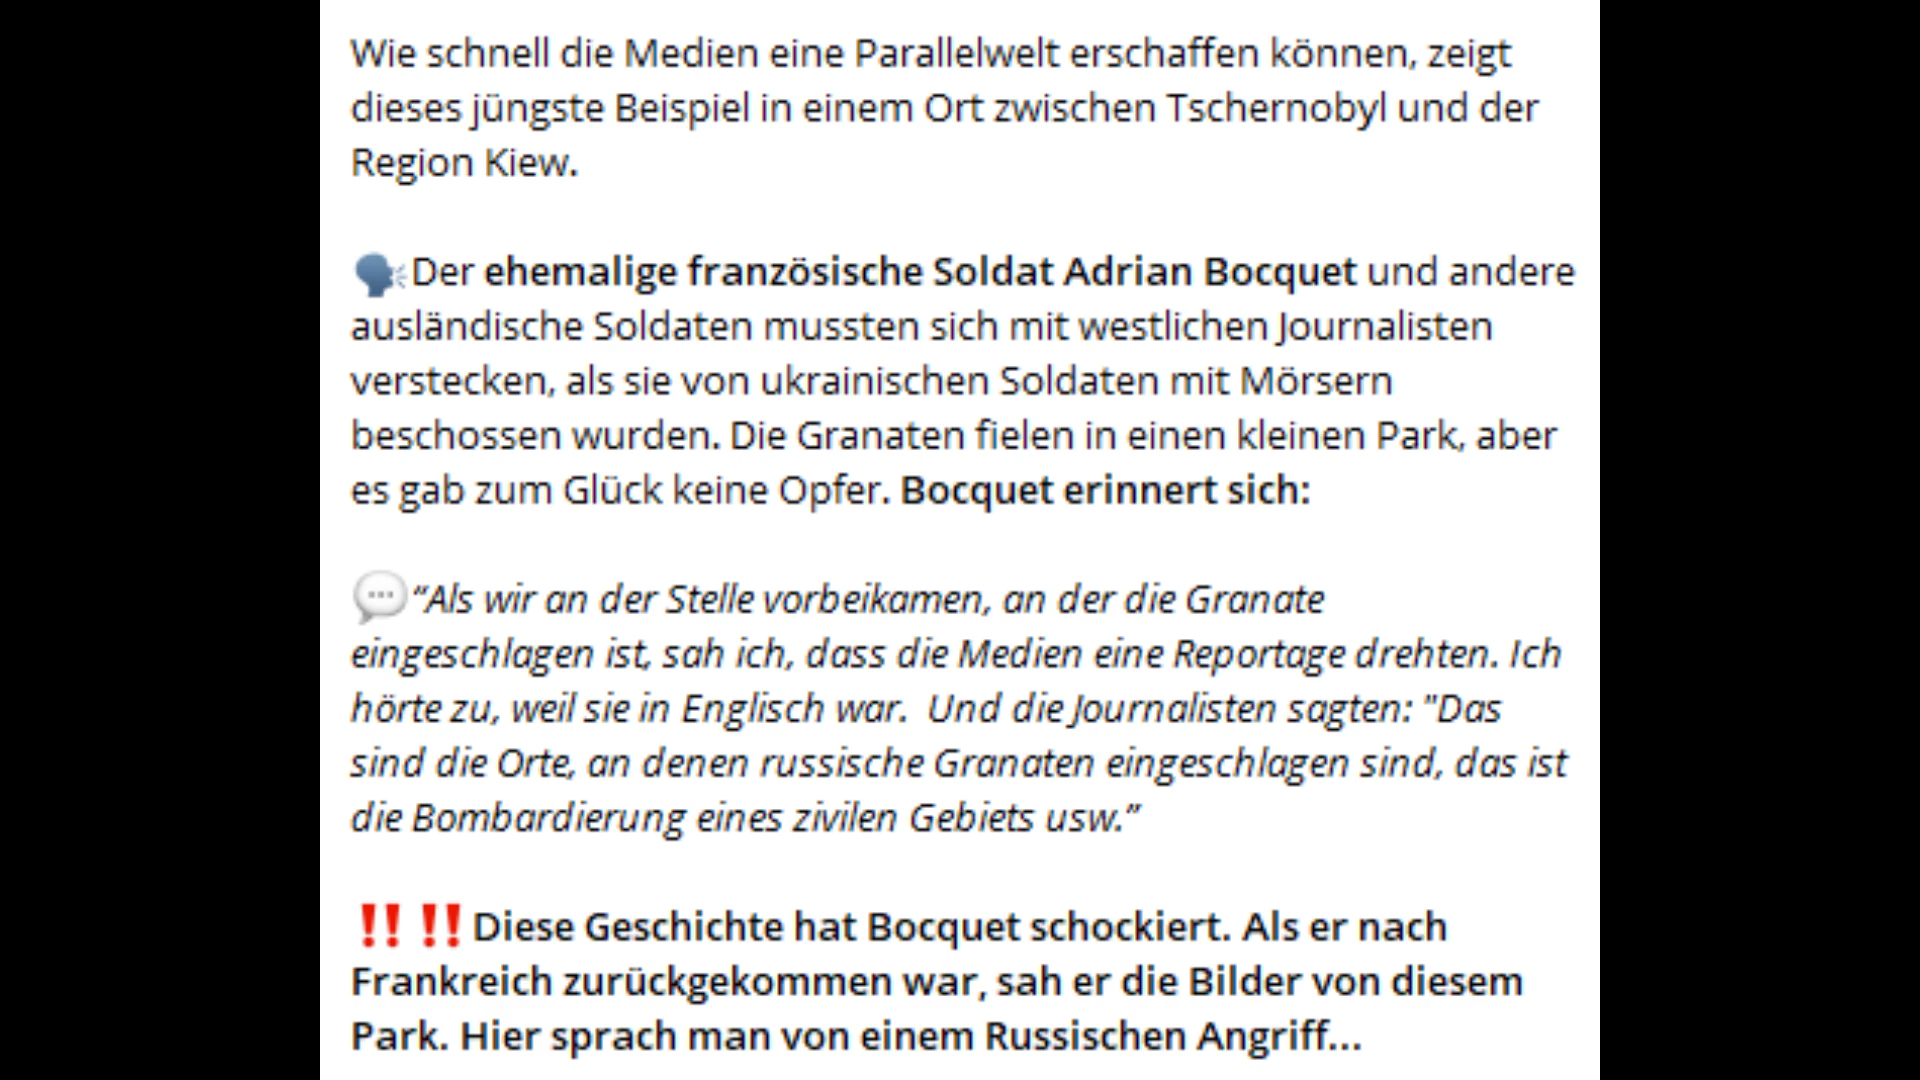 Wie schnell die Medien eine Parallelwelt erschaffen können, zeigt
dieses jüngste Beispiel in einem Ort zwischen Tschernobyl und der
Region Kiew.
🗣Der ehemalige französische Soldat Adrian Bocquet und andere
ausländische Soldaten mussten sich mit westlichen Journalisten
verstecken, als sie von ukrainischen Soldaten mit Mörsern
beschossen wurden. Die Granaten fielen in einen kleinen Park, aber
es gab zum Glück keine Opfer. Bocquet erinnert sich:
💬“Als wir an der Stelle vorbeikamen, an der die Granate
eingeschlagen ist, sah ich, dass die Medien eine Reportage drehten. Ich
hörte zu, weil sie in Englisch war.  Und die Journalisten sagten: "Das
sind die Orte, an denen russische Granaten eingeschlagen sind, das ist
die Bombardierung eines zivilen Gebiets usw.”
‼️ ‼️ Diese Geschichte hat Bocquet schockiert. Als er nach
Frankreich zurückgekommen war, sah er die Bilder von diesem
Park. Hier sprach man von einem Russischen Angriff...